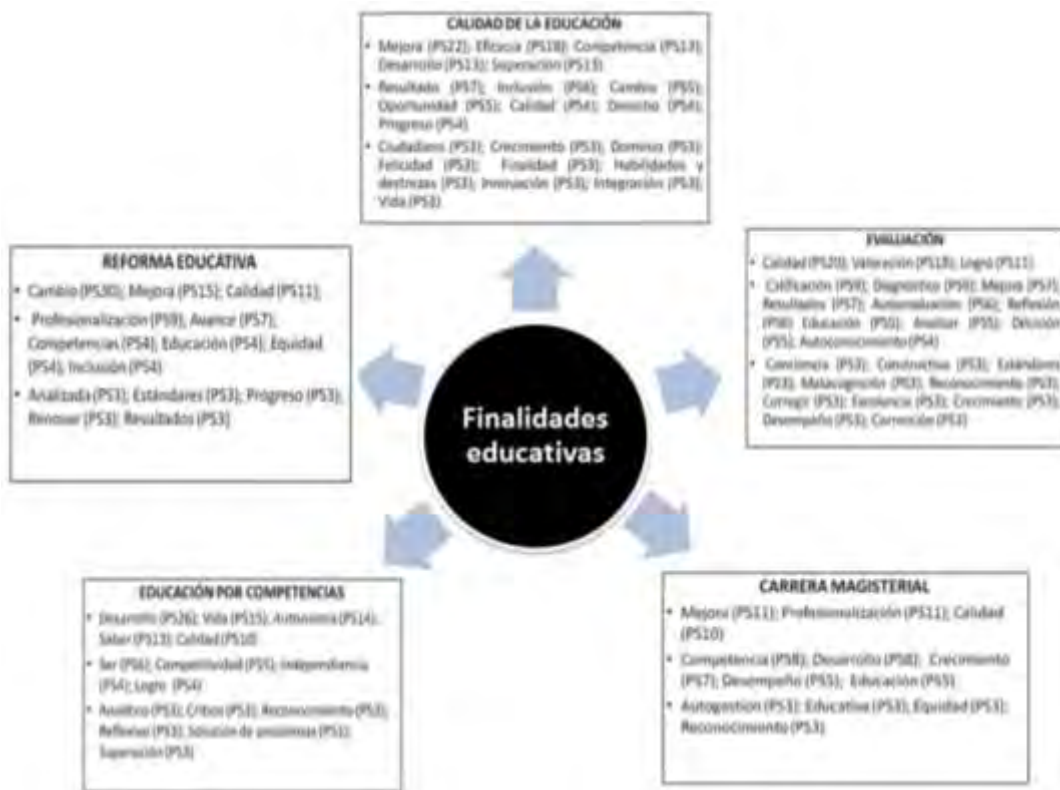 CALIDAD DE LA EDUCACIÓN
• Mejora (PS22); Eficacia (PS18); Competencia (PS13);
Desarrollo (PS13); Superación (PS13)
• Resultado (PS7); Inclusión (PS6); Cambio (PS5);
Oportunidad (PS5); Calidad (PS4); Derecho (PS4);
Progreso (PS4)
• Ciudadano (PS3); Crecimiento (PS3); Dominio (PS3);
Felicidad (PS3); Finalidad (PS3); Habilidades y
destrezas (PS3); Innovación (PS3); Integración (PS3);
Vida (PS3)
REFORMA EDUCATIVA
• Cambio (PS30); Mejora (PS15); Calidad (PS11);
• Profesionalización (PS9); Avance (PS7);
Competencias (PS4); Educación (PS4); Equidad
(PS4); Inclusión (PS4)
• Analizada (PS3); Estándares (PS3); Progreso (PS3);
Renovar (PS3); Resultados (PS3)
EVALUACIÓN
• Calidad (PS20); Valoración (PS18); Logro (PS11)
• Calificación (PS9); Diagnóstico (PS9); Mejora (PS7);
Resultados (PS7); Autoevaluación (PS6); Reflexión
(PS6) Educación (PS5); Analizar (PS5); Decisión
(PS5); Autoconocimiento (PS4)
• Conciencia (PS3); Constructiva (PS3); Estándares
(PS3); Reconocimiento (PS3);
Corregir (PS3); Crecimiento (PS3);
Desempeño (PS3); Corrección (PS3)
Finalidades
educativas
EDUCACIÓN POR COMPETENCIAS
• Desarrollo (PS26); Vida (PS15); Autonomía (PS14);
Saber (PS13); Calidad (PS10)
• Ser (PS6); Competitividad (PS5); Independencia
(PS4); Logro (PS4)
• Analítico (PS3); Crítico (PS3); Reconocimiento (PS3);
Reflexivo (PS3); Solución de problemas (PS3);
Superación (PS3)
CARRERA MAGISTERIAL
• Mejora (PS11); Profesionalización (PS11); Calidad
(PS10)
• Competencia (PS8); Desarrollo (PS8); Crecimiento
(PS7); Desempeño (PS5); Educación (PS5)
• Autogestión (PS3); Educativa (PS3); Equidad (PS3);
Reconocimiento (PS3)